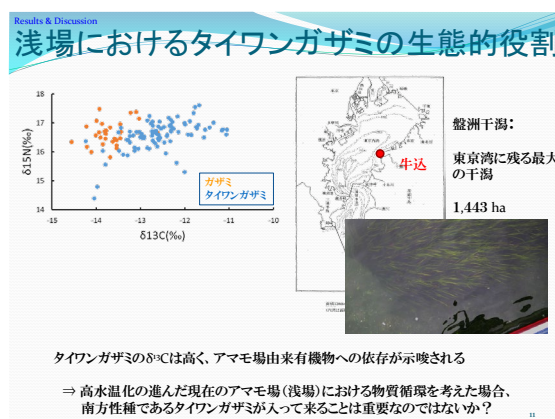 Results & Discussion
浅場におけるタイワンガザミの生態的役割
18
17
16
15
14
δ15N(‰)
-15
-14
-13
-12
-11
-10
δ13C(‰)
ガザミ
タイワンガザミ
牛込
盤洲干潟：
東京湾に残る最大
の干潟
1,443 ha
タイワンガザミのδ¹³Cは高く、アマモ場由来有機物への依存が示唆される
⇒ 高水温化の進んだ現在のアマモ場（浅場）における物質循環を考えた場合、
南方性種であるタイワンガザミが入って来ることは重要なのではないか？
11